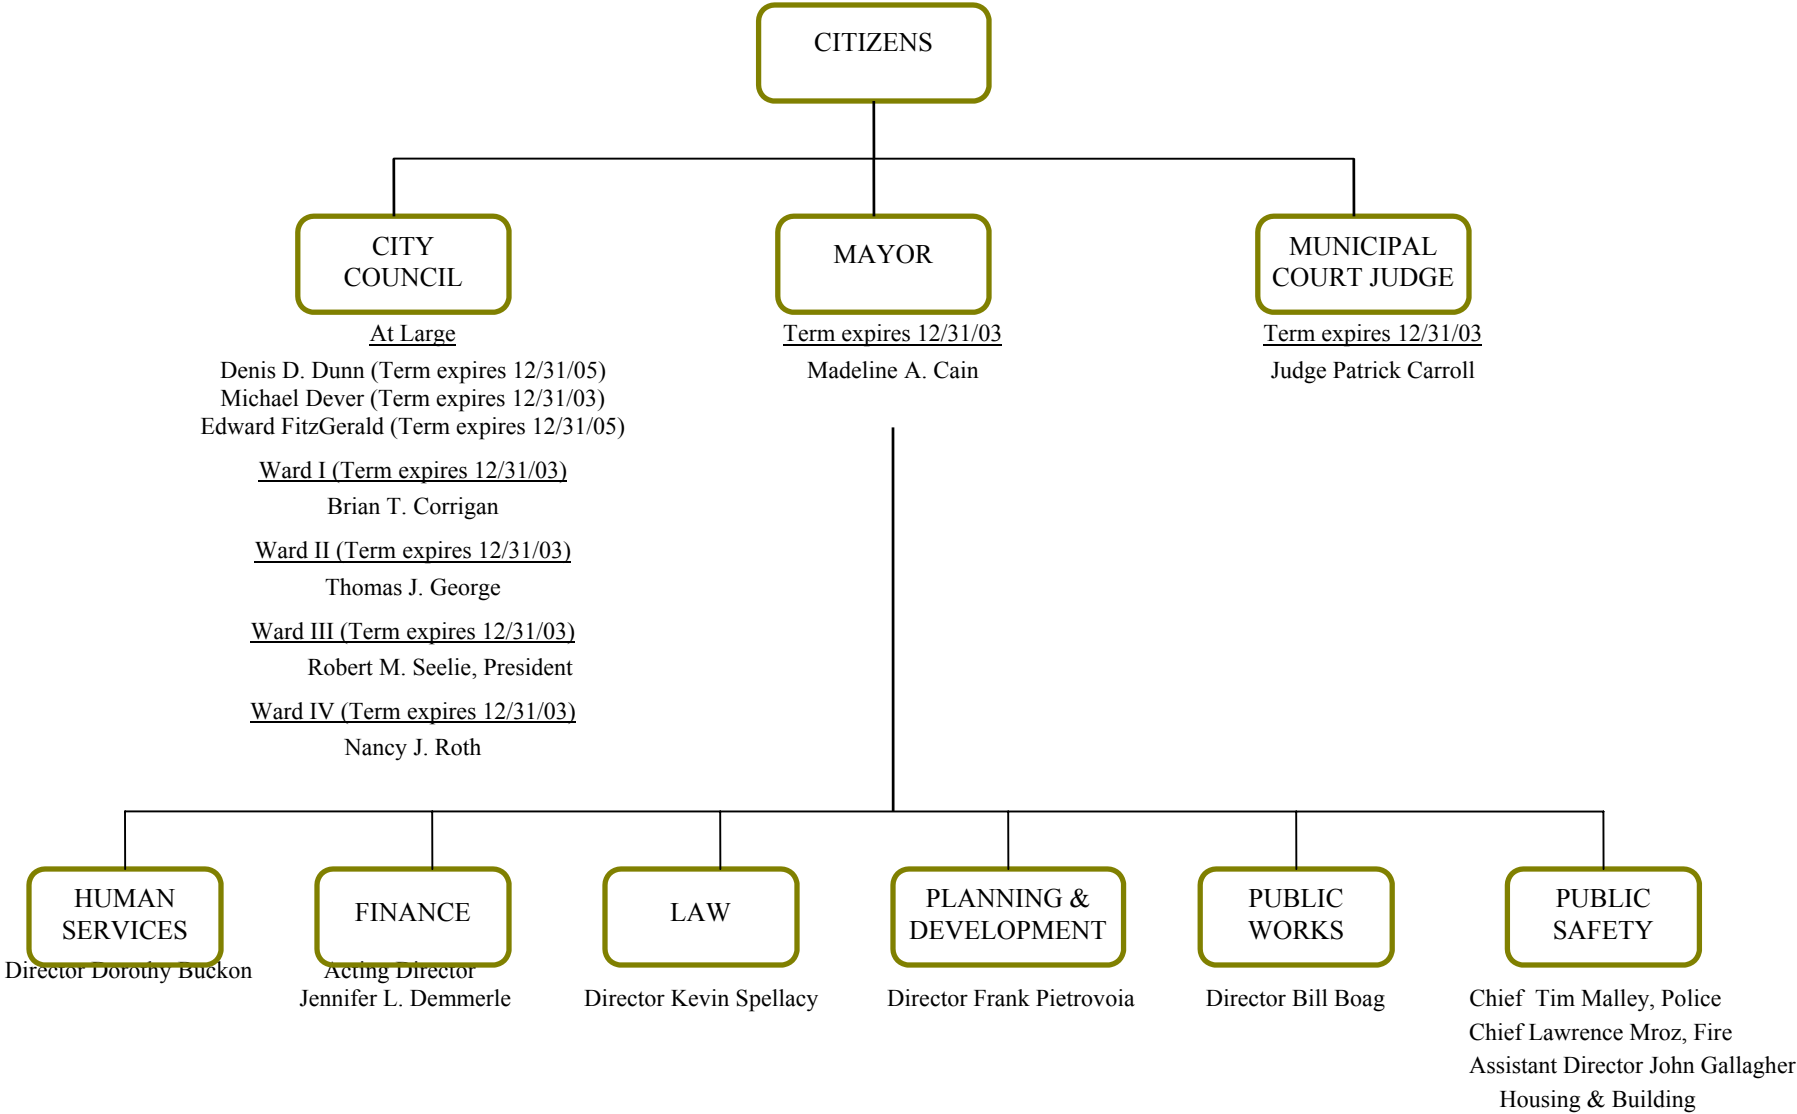 CITIZENS
CITY
COUNCIL
At Large
Denis D. Dunn (Term expires 12/31/05)
Michael Dever (Term expires 12/31/03)
Edward FitzGerald (Term expires 12/31/05)
Ward I (Term expires 12/31/03)
Brian T. Corrigan
Ward II (Term expires 12/31/03)
Thomas J. George
Ward III (Term expires 12/31/03)
Robert M. Seelie, President
Ward IV (Term expires 12/31/03)
Nancy J. Roth
MAYOR
Term expires 12/31/03
Madeline A. Cain
MUNICIPAL
COURT JUDGE
Term expires 12/31/03
Judge Patrick Carroll
HUMAN
SERVICES
Director Dorothy Buckon
FINANCE
Acting Director
Jennifer L. Demmerle
LAW
Director Kevin Spellacy
PLANNING &
DEVELOPMENT
Director Frank Pietrovoia
PUBLIC
WORKS
Director Bill Boag
PUBLIC
SAFETY
Chief  Tim Malley, Police
Chief Lawrence Mroz, Fire
Assistant Director John Gallagher
Housing & Building